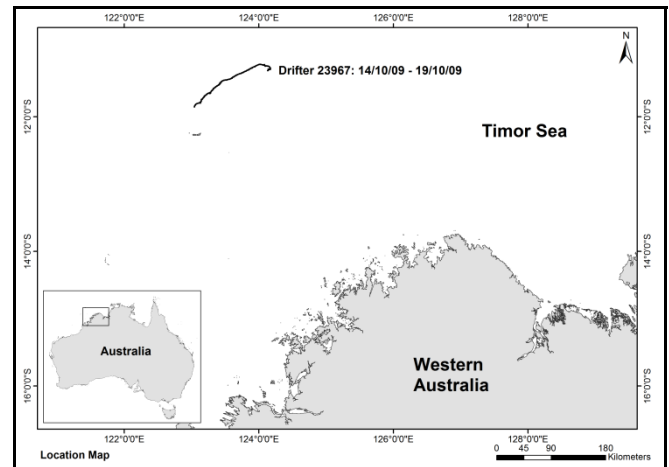 122°0'0"E 124°0'0"E 126°0'0"E 128°0'0"E
N
Drifter 23967: 14/10/09 - 19/10/09
12°0'0"S 12°0'0"S
Timor Sea
14°0'0"S 14°0'0"S
Australia
Western
Australia
16°0'0"S 16°0'0"S
Location Map
0 45 90 180
Kilometers
122°0'0"E 124°0'0"E 126°0'0"E 128°0'0"E